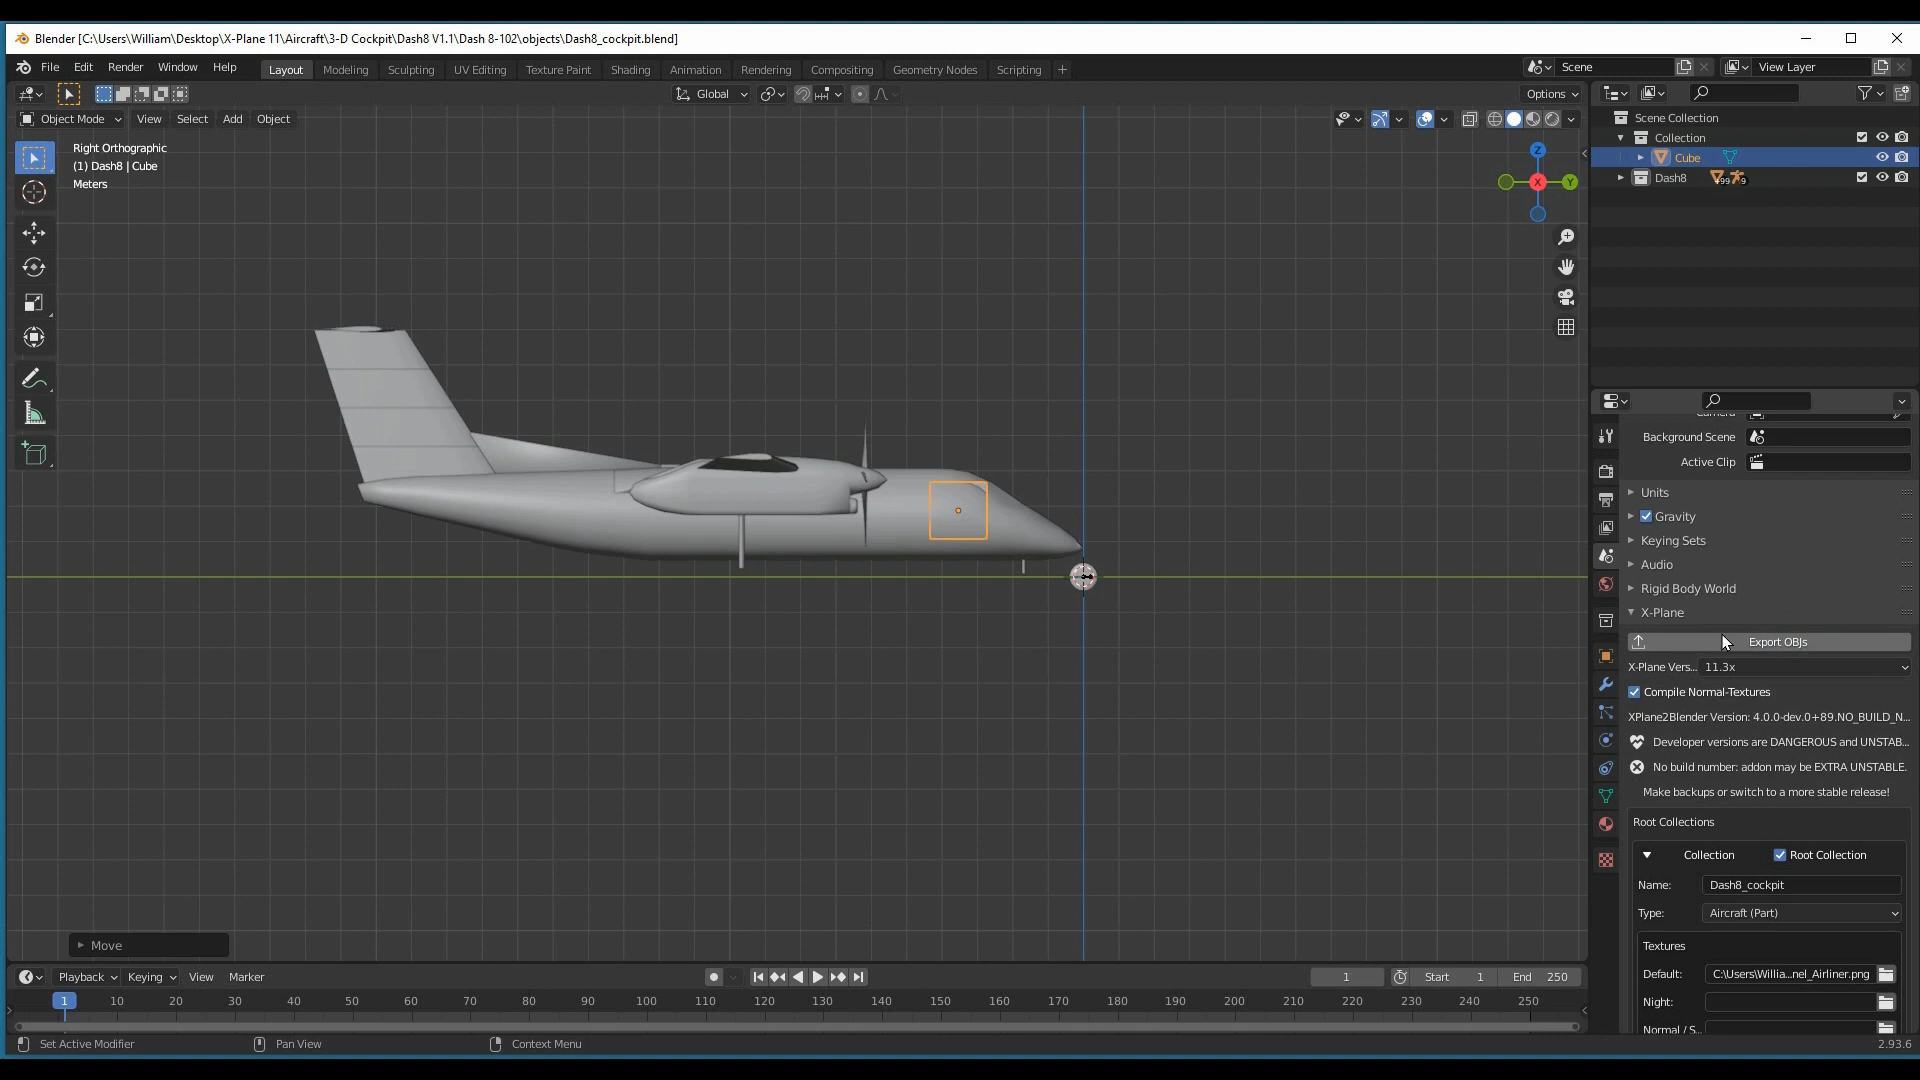 Blender [C:\Users\William\Desktop\X-Plane 11\Aircraft\3-D Cockpit\Dash8 V1.1\Dash 8-102\objects\Dash8_cockpit.blend]
File Edit Render Window Help Layout Modeling Sculpting UV Editing Texture Paint Shading Animation Rendering Compositing Geometry Nodes Scripting + Scene View Layer
Global Options
Object Mode View Select Add Object
Right Orthographic
(1) Dash8 | Cube
Meters
Z
X
Y
Scene Collection
Collection
Cube
Dash8 +99 9
Background Scene
Active Clip
Units
Gravity
Keying Sets
Audio
Rigid Body World
X-Plane
Export OBJs
X-Plane Vers... 11.3x
Compile Normal-Textures
XPlane2Blender Version: 4.0.0-dev.0+89.NO_BUILD_N...
Developer versions are DANGEROUS and UNSTAB...
No build number: addon may be EXTRA UNSTABLE.
Make backups or switch to a more stable release!
Root Collections
Collection Root Collection
Name: Dash8_cockpit
Type: Aircraft (Part)
Textures
Default: C:\Users\Willia...nel_Airliner.png
Night:
Normal / S...
Move
Playback Keying View Marker 1 Start 1 End 250
1 10 20 30 40 50 60 70 80 90 100 110 120 130 140 150 160 170 180 190 200 210 220 230 240 250
Set Active Modifier Pan View Context Menu 2.93.6